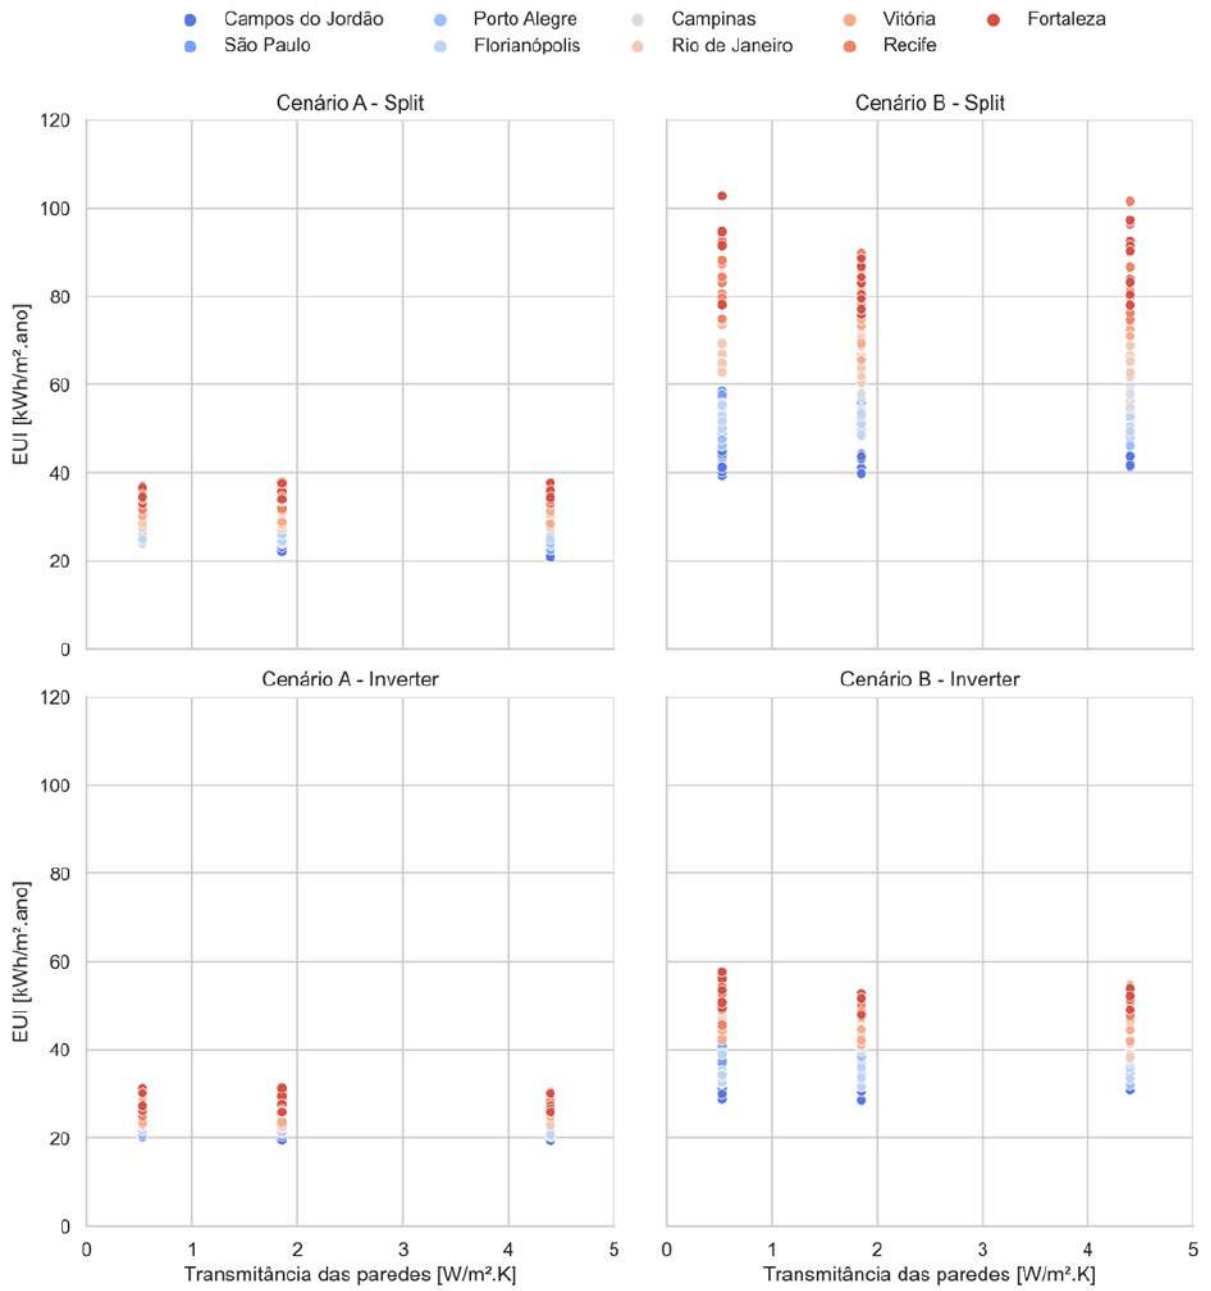 Campos do Jordão Porto Alegre Campinas Vitória Fortaleza
São Paulo Florianópolis Rio de Janeiro Recife
Cenário A - Split Cenário B - Split
120
100
80
60
40
20
0
EUI [kWh/m².ano]
Cenário A - Inverter Cenário B - Inverter
120
100
80
60
40
20
0
EUI [kWh/m².ano]
0 1 2 3 4 5 0 1 2 3 4 5
Transmitância das paredes [W/m².K] Transmitância das paredes [W/m².K]